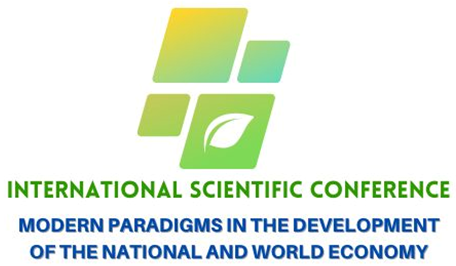 INTERNATIONAL SCIENTIFIC CONFERENCE
MODERN PARADIGMS IN THE DEVELOPMENT
OF THE NATIONAL AND WORLD ECONOMY